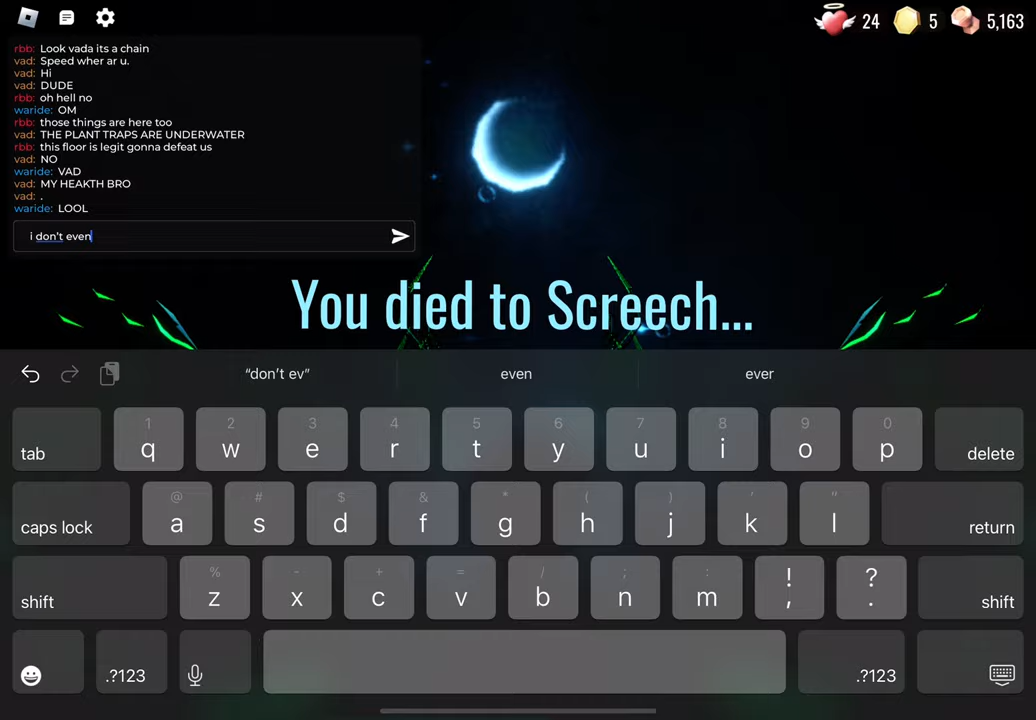 24 5 5,163
rbb: Look vada its a chain
vad: Speed wher ar u.
vad: Hi
vad: DUDE
rbb: oh hell no
waride: OM
rbb: those things are here too
vad: THE PLANT TRAPS ARE UNDERWATER
rbb: this floor is legit gonna defeat us
vad: NO
waride: VAD
vad: MY HEAKTH BRO
vad: .
waride: LOOL
i don't even
You died to Screech...
“don't ev” even ever
1 2 3 4 5 6 7 8 9 0
tab q w e r t y u i o p delete
@ # $ & * ( ) ' "
caps lock a s d f g h j k l return
% - + = / ; : ! ?
shift z x c v b n m , . shift
.?123 .?123